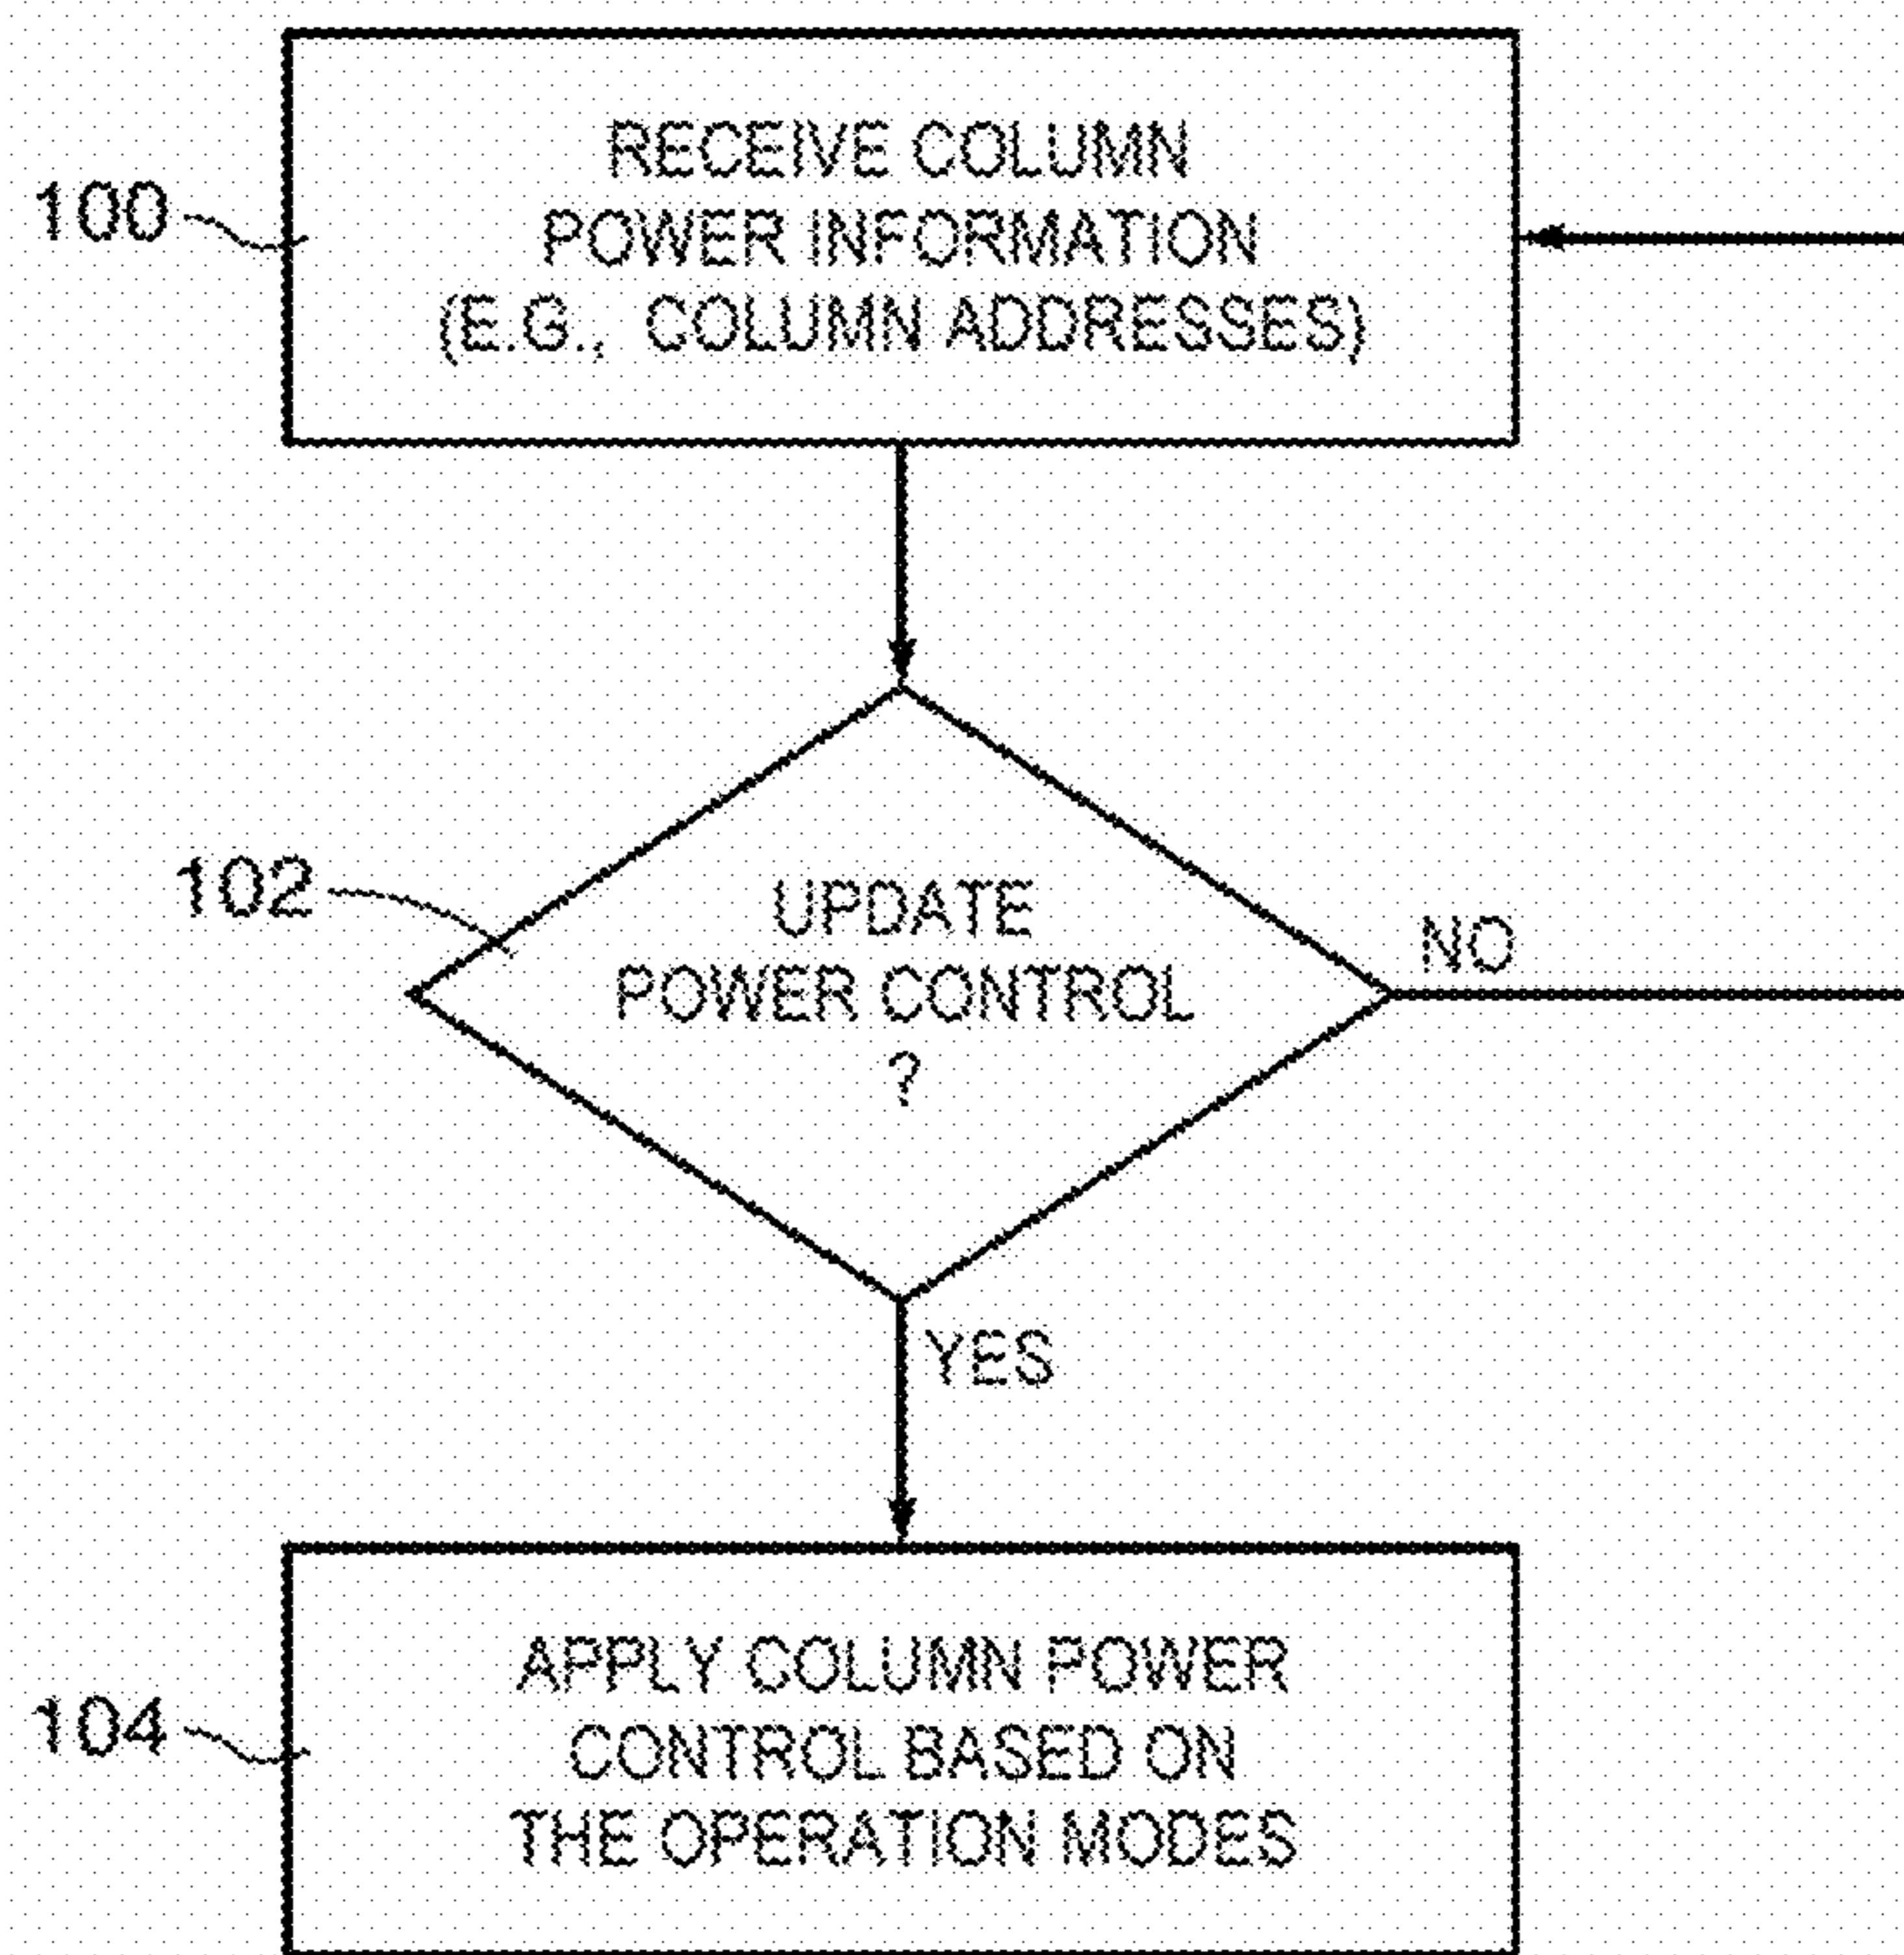 RECEIVE COLUMN
POWER INFORMATION
(E.G., COLUMN ADDRESSES)
100
102
UPDATE
POWER CONTROL
?
NO
YES
APPLY COLUMN POWER
CONTROL BASED ON
THE OPERATION MODES
104